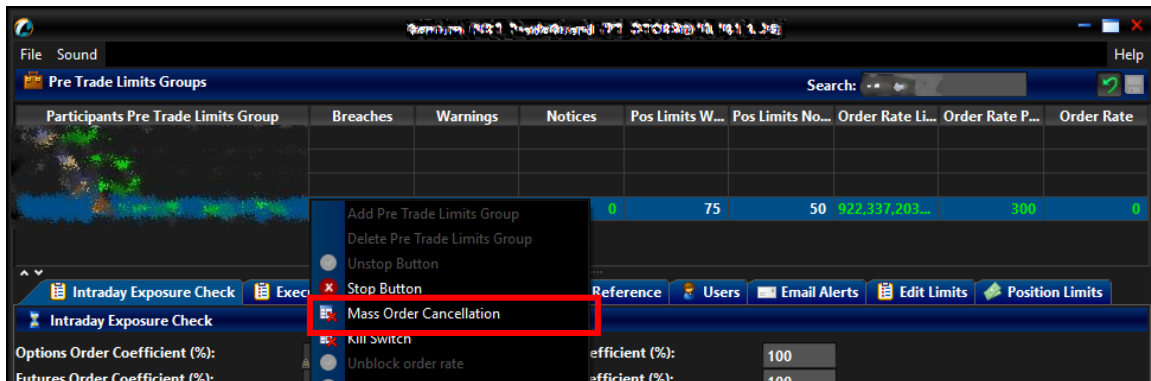 File Sound Help
Pre Trade Limits Groups Search:
Participants Pre Trade Limits Group Breaches Warnings Notices Pos Limits W... Pos Limits No... Order Rate Li... Order Rate P... Order Rate
0 75 50 922,337,203... 300 0
Add Pre Trade Limits Group
Delete Pre Trade Limits Group
Unstop Button
Stop Button
Mass Order Cancellation
Kill Switch
Unblock order rate
Intraday Exposure Check Reference Users Email Alerts Edit Limits Position Limits
Intraday Exposure Check
Options Order Coefficient (%): efficient (%): 100
Futures Order Coefficient (%): efficient (%): 100